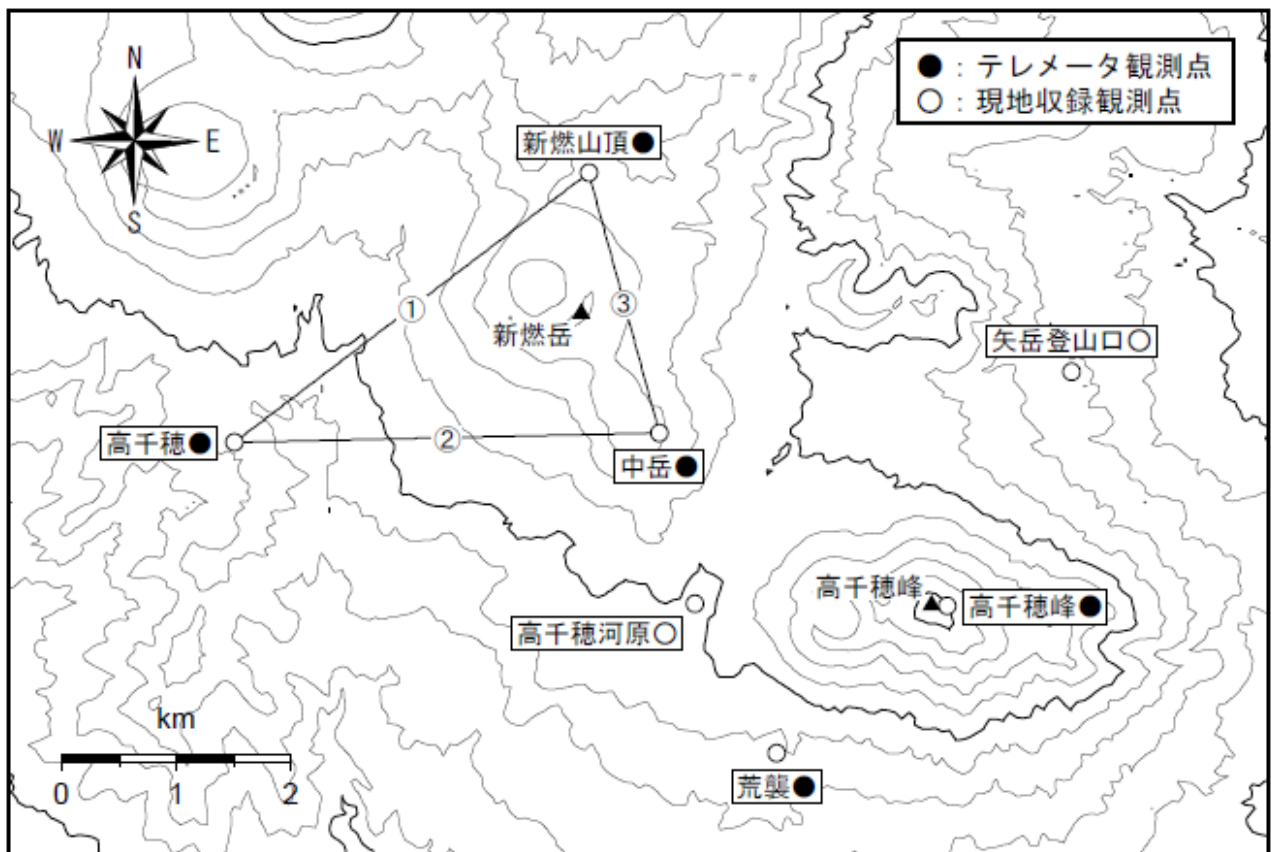 ●：テレメータ観測点
○：現地収録観測点
N
W
E
S
新燃山頂●
①
③
新燃岳
矢岳登山口○
高千穂●
②
中岳●
高千穂峰
高千穂峰●
高千穂河原○
km
0 1 2
荒襲●